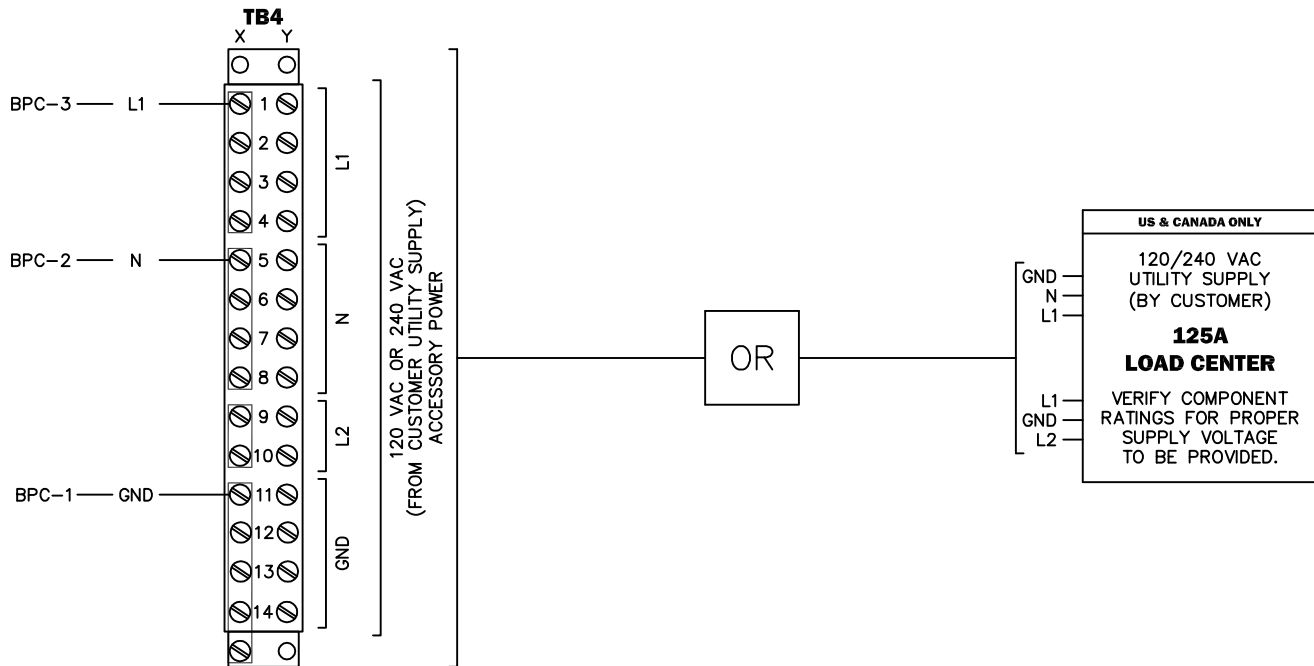 TB4
X Y
BPC-3 L1 1
2
3
4
L1
BPC-2 N 5
6
7
8
N
9
10
L2
BPC-1 GND 11
12
13
14
GND
120 VAC OR 240 VAC
(FROM CUSTOMER UTILITY SUPPLY)
ACCESSORY POWER
OR
GND
N
L1
L1
GND
L2
US & CANADA ONLY
120/240 VAC
UTILITY SUPPLY
(BY CUSTOMER)
125A
LOAD CENTER
VERIFY COMPONENT
RATINGS FOR PROPER
SUPPLY VOLTAGE
TO BE PROVIDED.